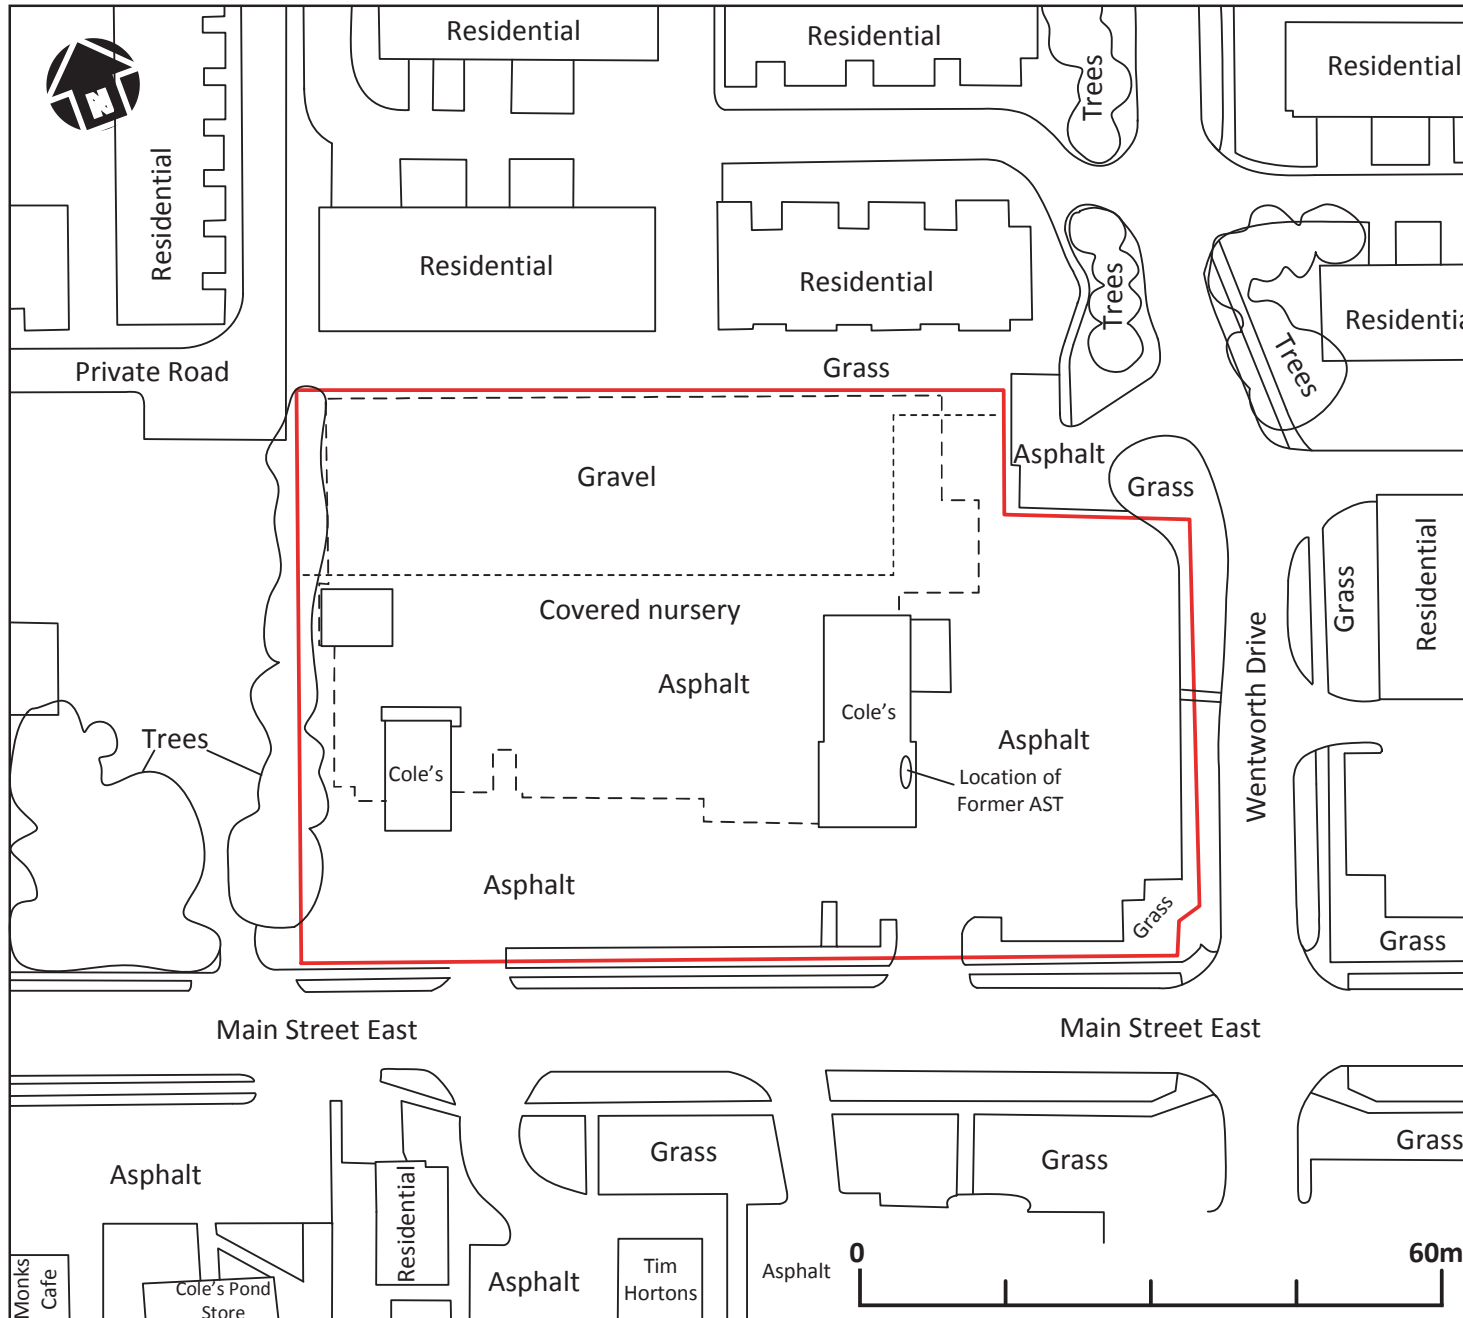 Residential
Residential
Trees
Residential
N
Residential
Residential
Residential
Trees
Residentia
Trees
Private Road
Grass
Gravel
Asphalt
Grass
Grass
Residential
Covered nursery
Asphalt
Wentworth Drive
Cole's
Asphalt
Trees
Cole's
Location of
Former AST
Asphalt
Grass
Grass
Main Street East
Main Street East
Asphalt
Residential
Grass
Grass
Grass
0
60m
Monks
Cafe
Cole's Pond
Store
Asphalt
Tim
Hortons
Asphalt